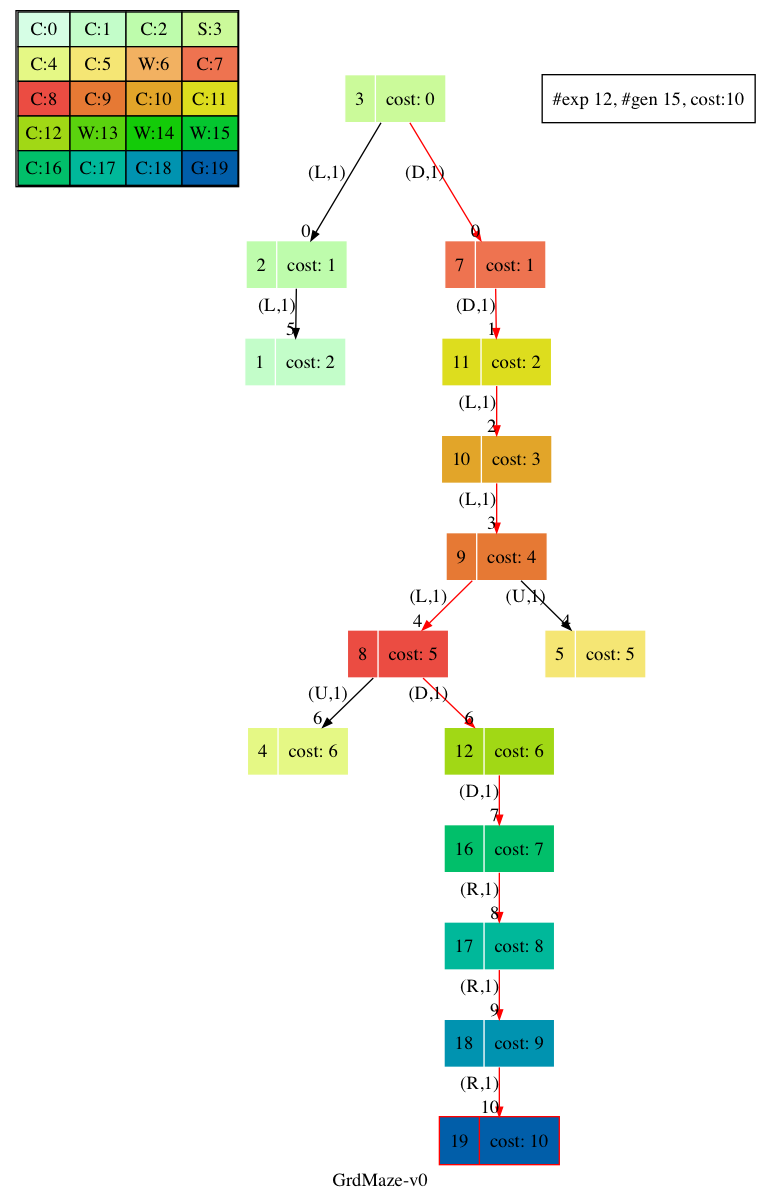 C:0 C:1 C:2 S:3
C:4 C:5 W:6 C:7
C:8 C:9 C:10 C:11
C:12 W:13 W:14 W:15
C:16 C:17 C:18 G:19
3 cost: 0
#exp 12, #gen 15, cost:10
(L,1) (D,1)
0 0
2 cost: 1 7 cost: 1
(L,1) (D,1)
5 1
1 cost: 2 11 cost: 2
(L,1)
2
10 cost: 3
(L,1)
3
9 cost: 4
(L,1) (U,1)
4 4
8 cost: 5 5 cost: 5
(U,1) (D,1)
6 6
4 cost: 6 12 cost: 6
(D,1)
7
16 cost: 7
(R,1)
8
17 cost: 8
(R,1)
9
18 cost: 9
(R,1)
10
19 cost: 10
GrdMaze-v0